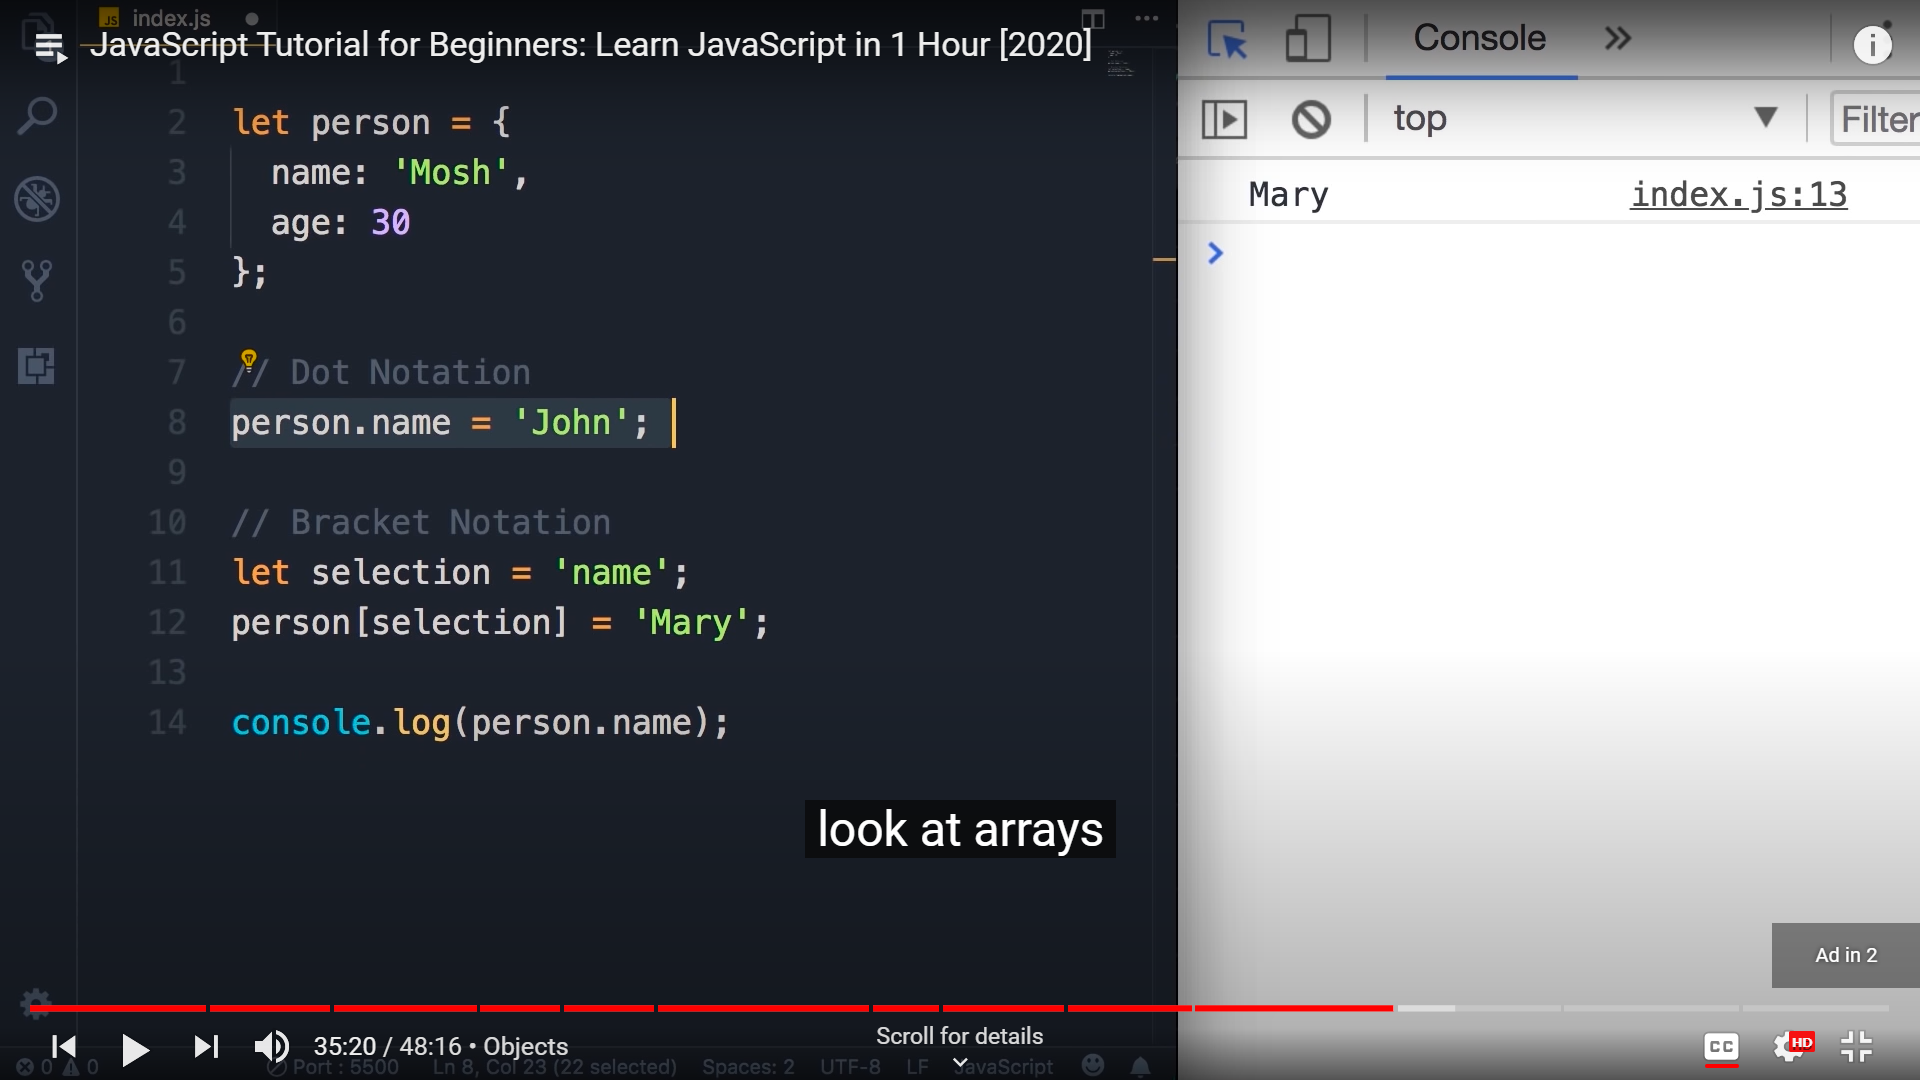 JS index.js
JavaScript Tutorial for Beginners: Learn JavaScript in 1 Hour [2020]
1
2 let person = {
3 name: 'Mosh',
4 age: 30
5 };
6
7 // Dot Notation
8 person.name = 'John';
9
10 // Bracket Notation
11 let selection = 'name';
12 person[selection] = 'Mary';
13
14 console.log(person.name);
Console
top
Filter
Mary index.js:13
look at arrays
Ad in 2
35:20 / 48:16 • Objects
Scroll for details
CC
HD
0 0 Port : 5500 Ln 8, Col 23 (22 selected) Spaces: 2 UTF-8 LF JavaScript